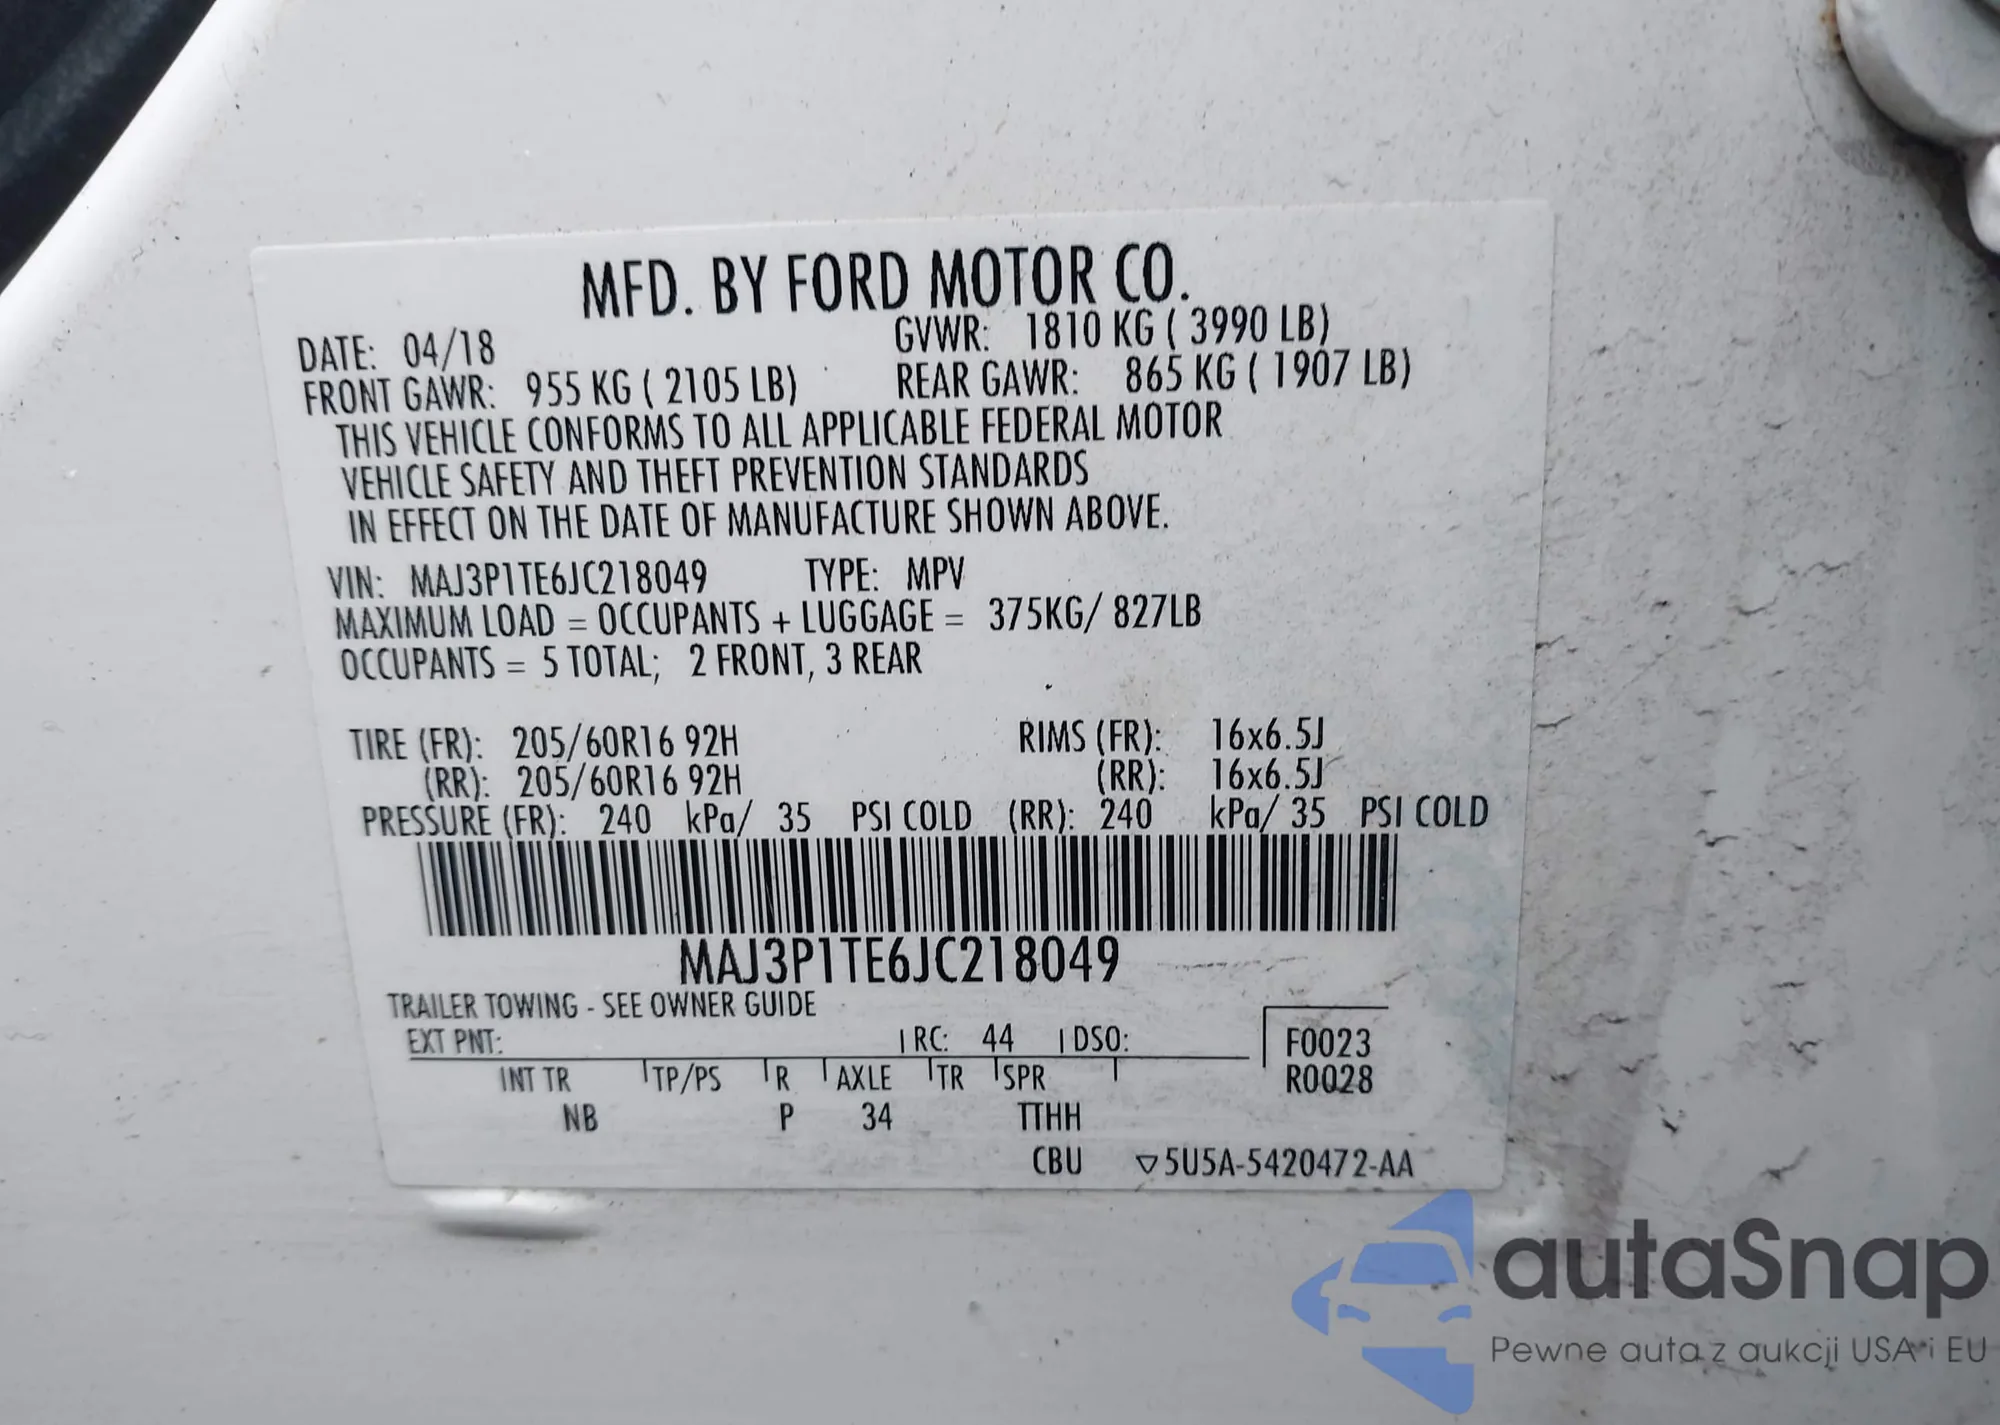 MFD. BY FORD MOTOR CO.
DATE: 04/18 GVWR: 1810 KG ( 3990 LB)
FRONT GAWR: 955 KG ( 2105 LB) REAR GAWR: 865 KG ( 1907 LB)
THIS VEHICLE CONFORMS TO ALL APPLICABLE FEDERAL MOTOR
VEHICLE SAFETY AND THEFT PREVENTION STANDARDS
IN EFFECT ON THE DATE OF MANUFACTURE SHOWN ABOVE.
VIN: MAJ3P1TE6JC218049 TYPE: MPV
MAXIMUM LOAD = OCCUPANTS + LUGGAGE = 375KG/ 827LB
OCCUPANTS = 5 TOTAL; 2 FRONT, 3 REAR
TIRE (FR): 205/60R16 92H RIMS (FR): 16x6.5J
(RR): 205/60R16 92H (RR): 16x6.5J
PRESSURE (FR): 240 kPa/ 35 PSI COLD (RR): 240 kPa/ 35 PSI COLD
MAJ3P1TE6JC218049
TRAILER TOWING - SEE OWNER GUIDE
EXT PNT: RC: 44 DSO: F0023
INT TR TP/PS R AXLE TR SPR R0028
NB P 34 TTHH
CBU ▽5U5A-5420472-AA
autaSnap
Pewne auta z aukcji USA i EU